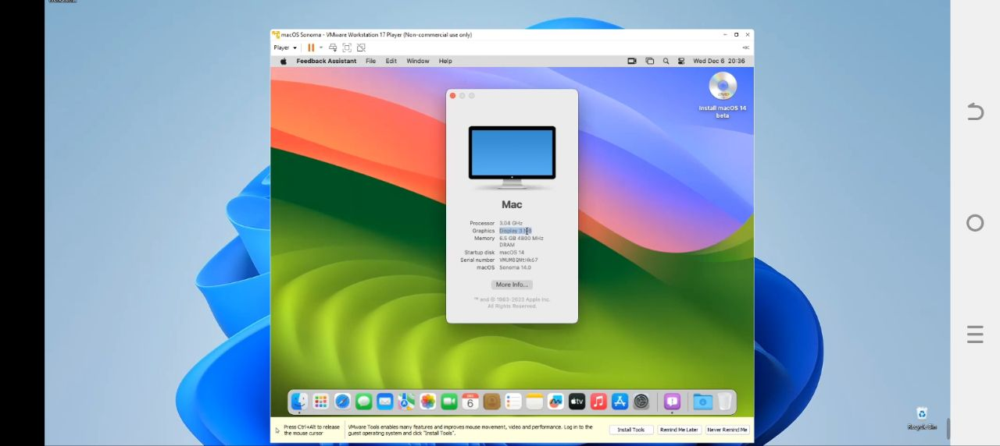 macOS Sonoma - VMware Workstation 17 Player (Non-commercial use only)
Player
Feedback Assistant File Edit Window Help Wed Dec 6 20:36
Install macOS 14
beta
Mac
Processor 3.04 GHz
Graphics Display 3 MB
Memory 6.5 GB 4800 MHz
DRAM
Startup disk macOS 14
Serial number
macOS Sonoma 14.0
More Info...
™ and © 1983-2023 Apple Inc.
All Rights Reserved.
DEC
6
tv
Press Ctrl+Alt to release
the mouse cursor
VMware Tools enables many features and improves mouse movement, video and performance. Log in to the
guest operating system and click "Install Tools".
Install Tools Remind Me Later Never Remind Me
Recycle Bin